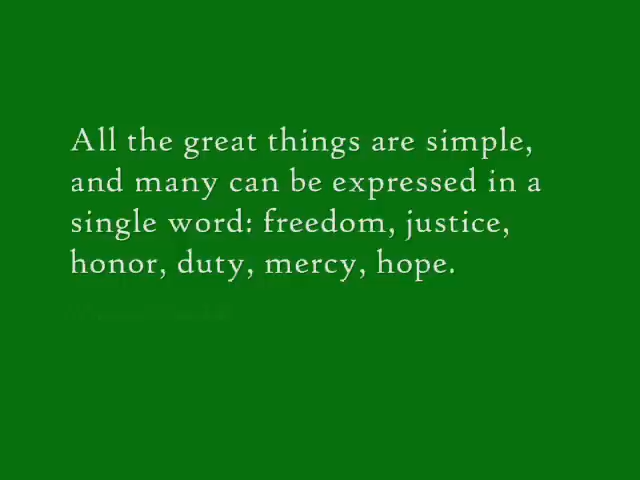 All the great things are simple,
and many can be expressed in a
single word: freedom, justice,
honor, duty, mercy, hope.